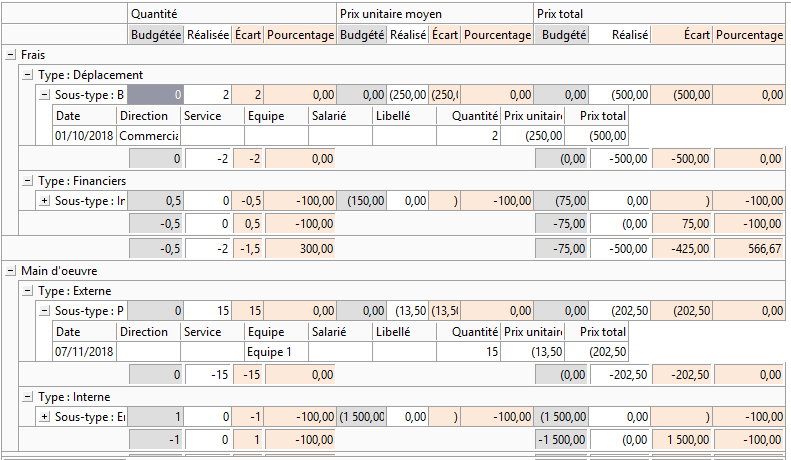 Quantité Prix unitaire moyen Prix total
Budgétée Réalisée Écart Pourcentage Budgété Réalisé Écart Pourcentage Budgété Réalisé Écart Pourcentage
Frais
Type : Déplacement
Sous-type : B 0 2 2 0,00 0,00 (250,00 (250,0 0,00 0,00 (500,00 (500,00 0,00
Date Direction Service Equipe Salarié Libellé Quantité Prix unitaire Prix total
01/10/2018 Commercia 2 (250,00 (500,00
0 -2 -2 0,00 (0,00 -500,00 -500,00 0,00
Type : Financiers
Sous-type : In 0,5 0 -0,5 -100,00 (150,00 0,00 ) -100,00 (75,00 0,00 ) -100,00
-0,5 0 0,5 -100,00 -75,00 (0,00 75,00 -100,00
-0,5 -2 -1,5 300,00 -75,00 -500,00 -425,00 566,67
Main d'oeuvre
Type : Externe
Sous-type : P 0 15 15 0,00 0,00 (13,50 (13,50 0,00 0,00 (202,50 (202,50 0,00
Date Direction Service Equipe Salarié Libellé Quantité Prix unitaire Prix total
07/11/2018 Equipe 1 15 (13,50 (202,50
0 -15 -15 0,00 (0,00 -202,50 -202,50 0,00
Type : Interne
Sous-type : En 1 0 -1 -100,00 (1 500,00 0,00 ) -100,00 (1 500,00 0,00 ) -100,00
-1 0 1 -100,00 -1 500,00 (0,00 1 500,00 -100,00